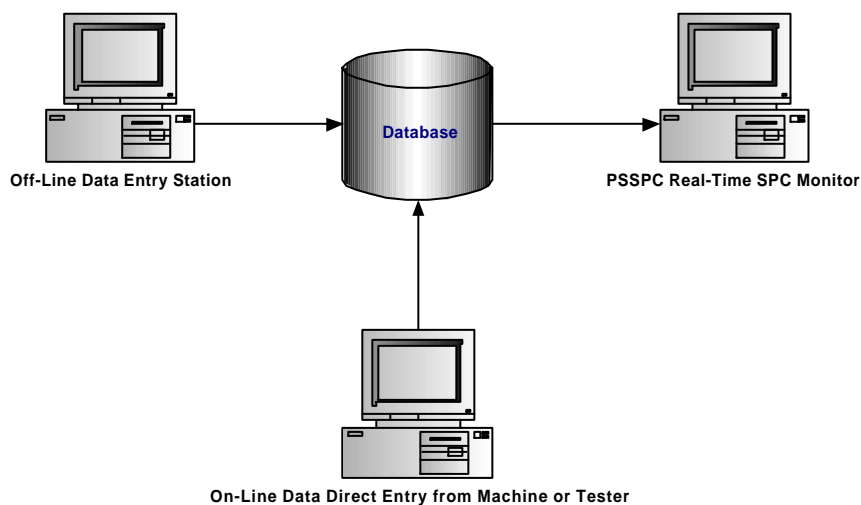 Database
Off-Line Data Entry Station
PSSPC Real-Time SPC Monitor
On-Line Data Direct Entry from Machine or Tester